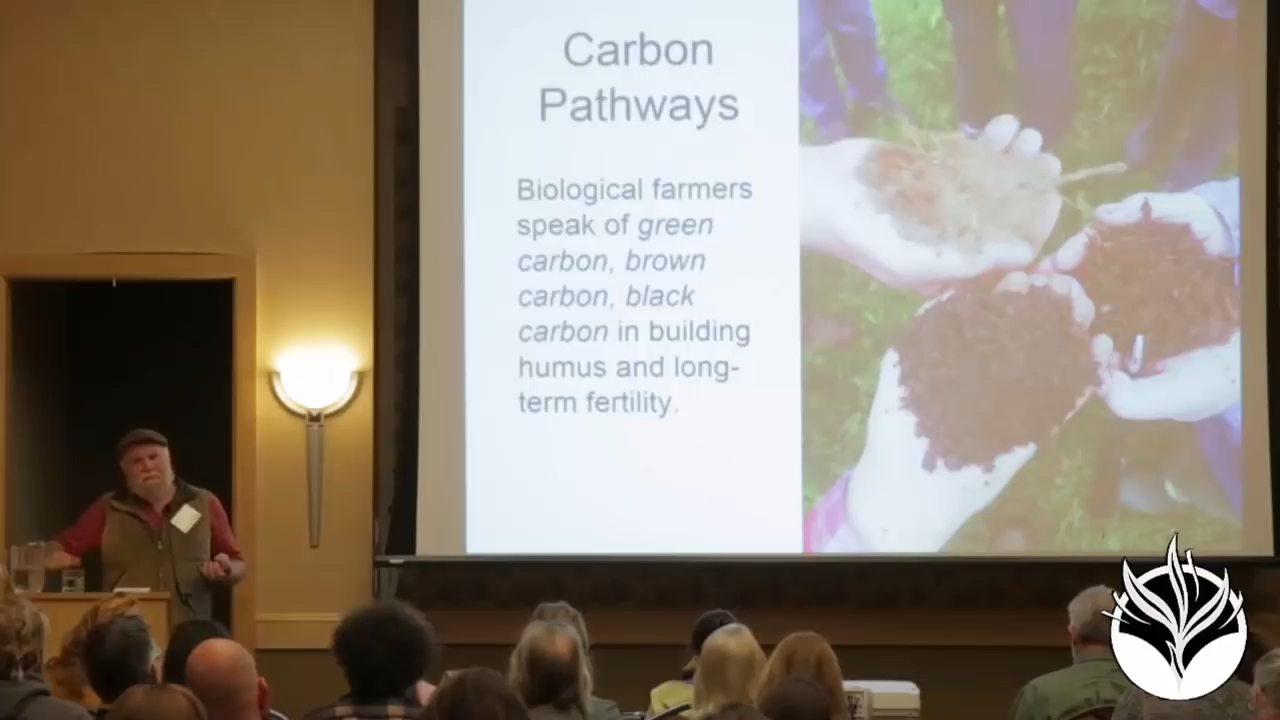 Carbon
Pathways
Biological farmers
speak of green
carbon, brown
carbon, black
carbon in building
humus and long-
term fertility.